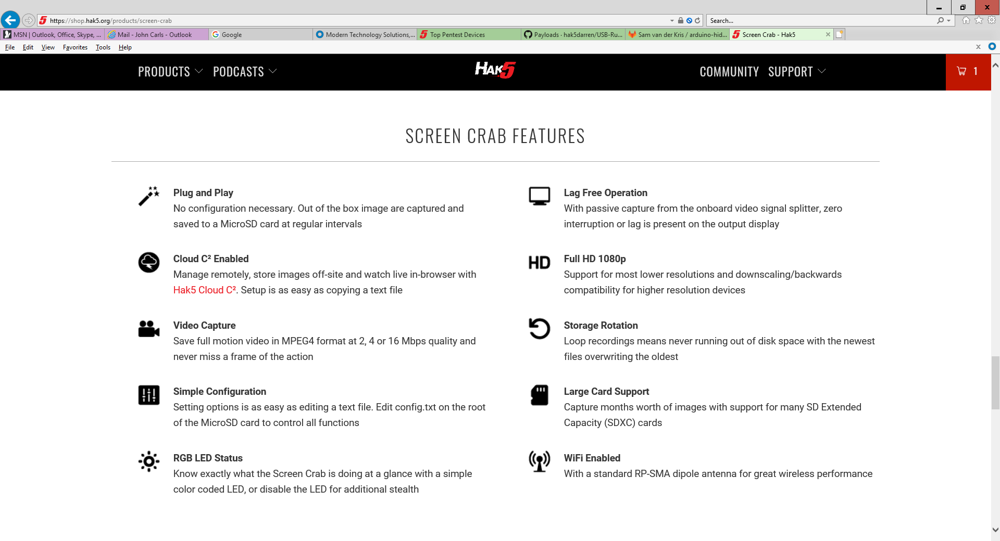 https://shop.hak5.org/products/screen-crab
Search...
MSN | Outlook, Office, Skype, ...
Mail - John Carls - Outlook
Google
Modern Technology Solutions,...
Top Pentest Devices
Payloads · hak5darren/USB-Ru...
Sam van der Kris / arduino-hid...
Screen Crab - Hak5
File Edit View Favorites Tools Help
PRODUCTS PODCASTS HAK5 COMMUNITY SUPPORT 1
SCREEN CRAB FEATURES
Plug and Play
No configuration necessary. Out of the box image are captured and
saved to a MicroSD card at regular intervals
Lag Free Operation
With passive capture from the onboard video signal splitter, zero
interruption or lag is present on the output display
Cloud C² Enabled
Manage remotely, store images off-site and watch live in-browser with
Hak5 Cloud C². Setup is as easy as copying a text file
HD
Full HD 1080p
Support for most lower resolutions and downscaling/backwards
compatibility for higher resolution devices
Video Capture
Save full motion video in MPEG4 format at 2, 4 or 16 Mbps quality and
never miss a frame of the action
Storage Rotation
Loop recordings means never running out of disk space with the newest
files overwriting the oldest
Simple Configuration
Setting options is as easy as editing a text file. Edit config.txt on the root
of the MicroSD card to control all functions
Large Card Support
Capture months worth of images with support for many SD Extended
Capacity (SDXC) cards
RGB LED Status
Know exactly what the Screen Crab is doing at a glance with a simple
color coded LED, or disable the LED for additional stealth
WiFi Enabled
With a standard RP-SMA dipole antenna for great wireless performance